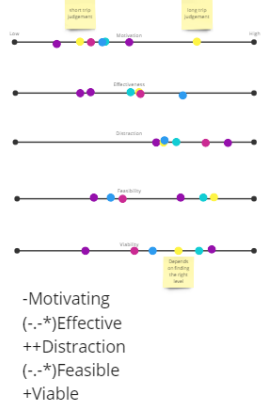 short trip
judgement
long trip
judgement
Low
Motivation
High
Effectiveness
Distraction
Feasibility
Viability
Depends
on finding
the right
level
-Motivating
(-.-*)Effective
++Distraction
(-.-*)Feasible
+Viable